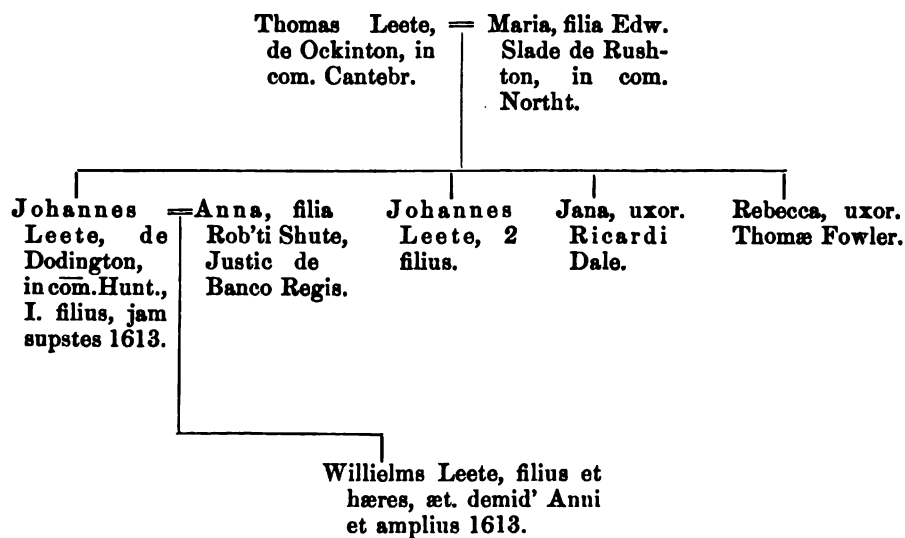 Thomas Leete,
de Ockinton, in
com. Cantebr.
=
Maria, filia Edw.
Slade de Rush-
ton, in com.
Northt.
Johannes
Leete, de
Dodington,
in com̅. Hunt.,
I. filius, jam
supstes 1613.
=
Anna, filia
Rob'ti Shute,
Justic de
Banco Regis.
Johannes
Leete, 2
filius.
Jana, uxor.
Ricardi
Dale.
Rebecca, uxor.
Thomæ Fowler.
Willielms Leete, filius et
hæres, æt. demid' Anni
et amplius 1613.